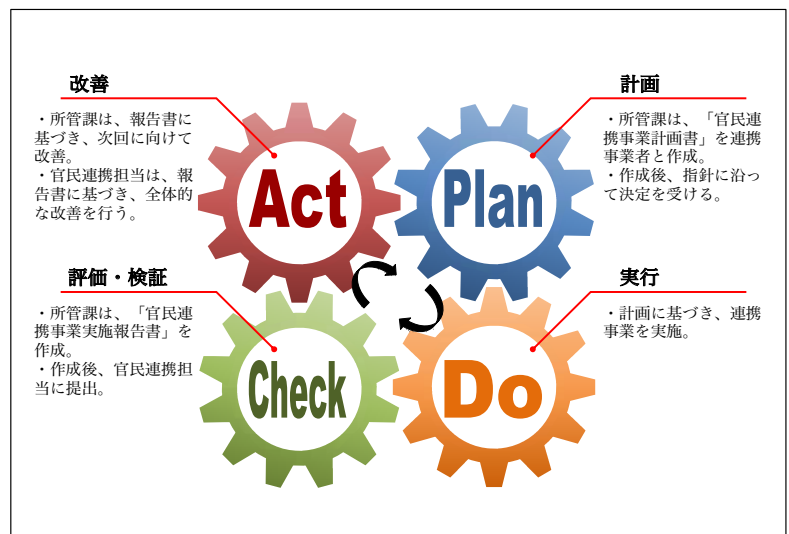 改善
・所管課は、報告書に
基づき、次回に向けて
改善。
・官民連携担当は、報
告書に基づき、全体的
な改善を行う。
Act
計画
・所管課は、「官民連
携事業計画書」を連携
事業者と作成。
・作成後、指針に沿っ
て決定を受ける。
Plan
評価・検証
・所管課は、「官民連
携事業実施報告書」を
作成。
・作成後、官民連携担
当に提出。
Check
実行
・計画に基づき、連携
事業を実施。
Do